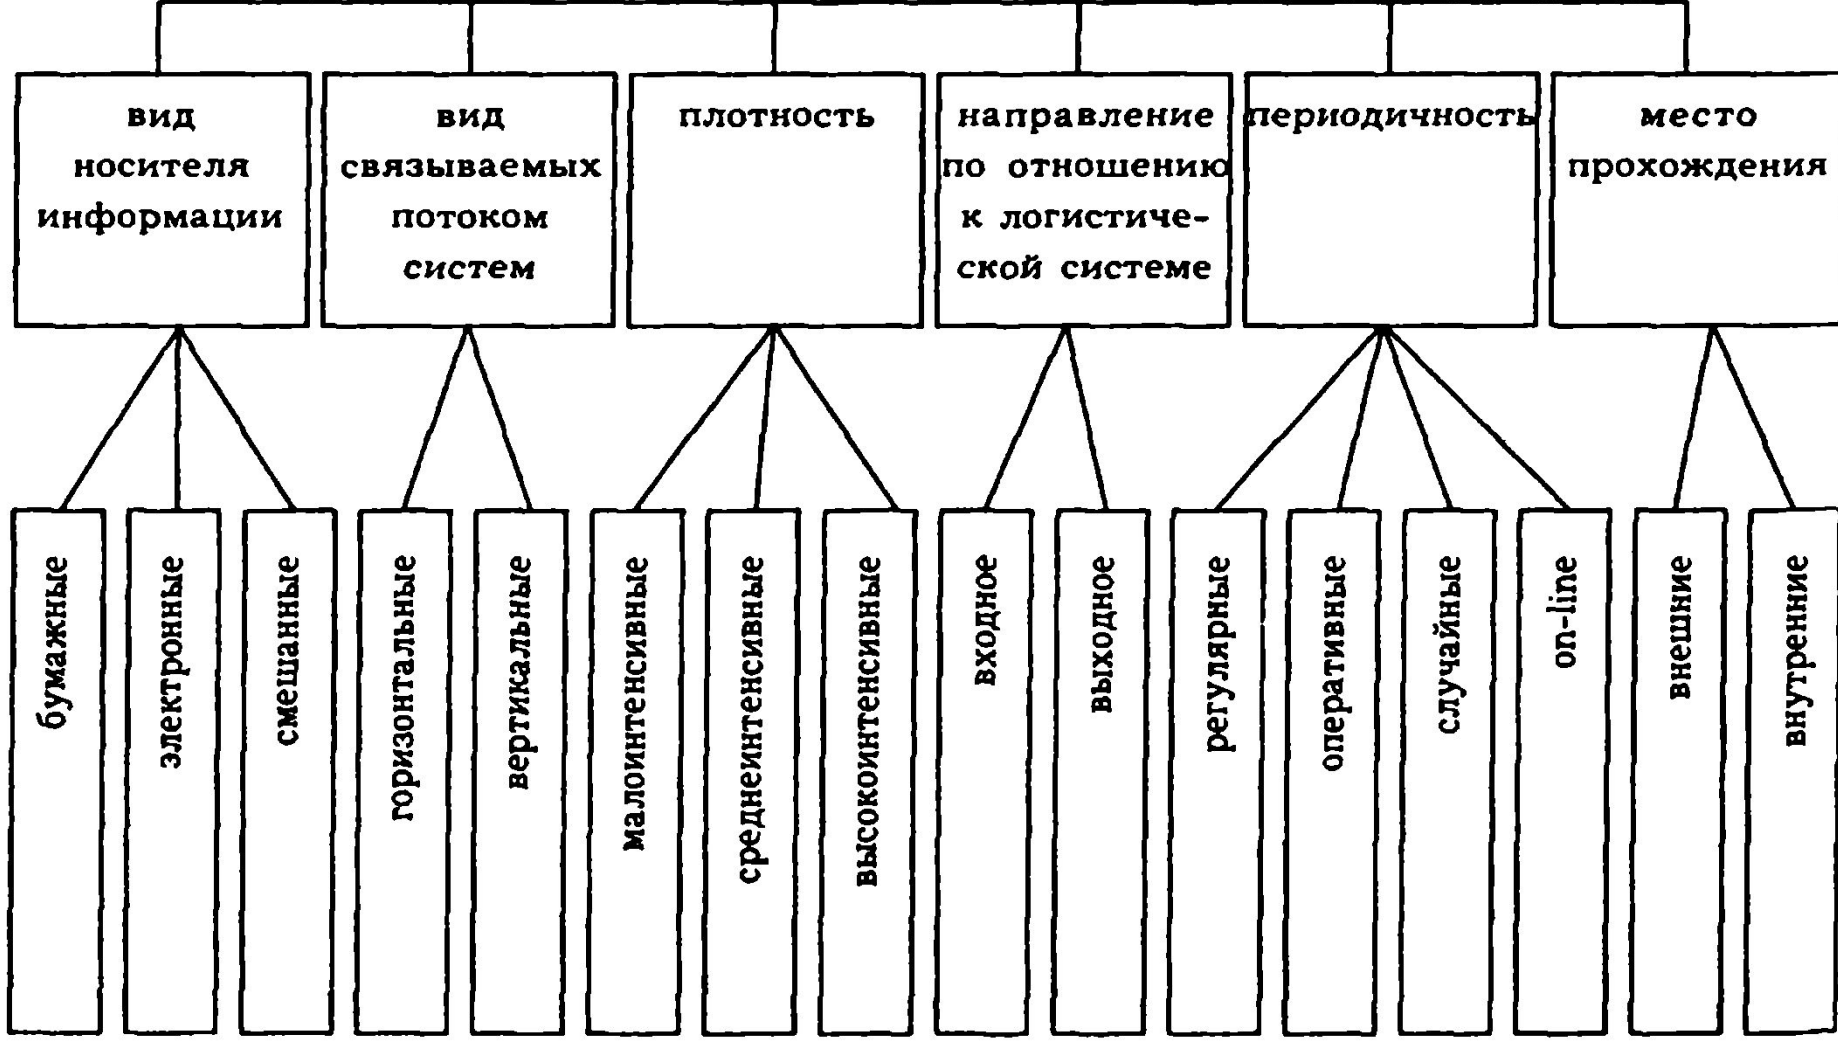 вид
носителя
информации
вид
связываемых
потоком
систем
плотность
направление
по отношению
к логистиче-
ской системе
периодичность
место
прохождения
бумажные
электронные
смешанные
горизонтальные
вертикальные
малоинтенсивные
среднеинтенсивные
высокоинтенсивные
входное
выходное
регулярные
оперативные
случайные
on-line
внешние
внутренние